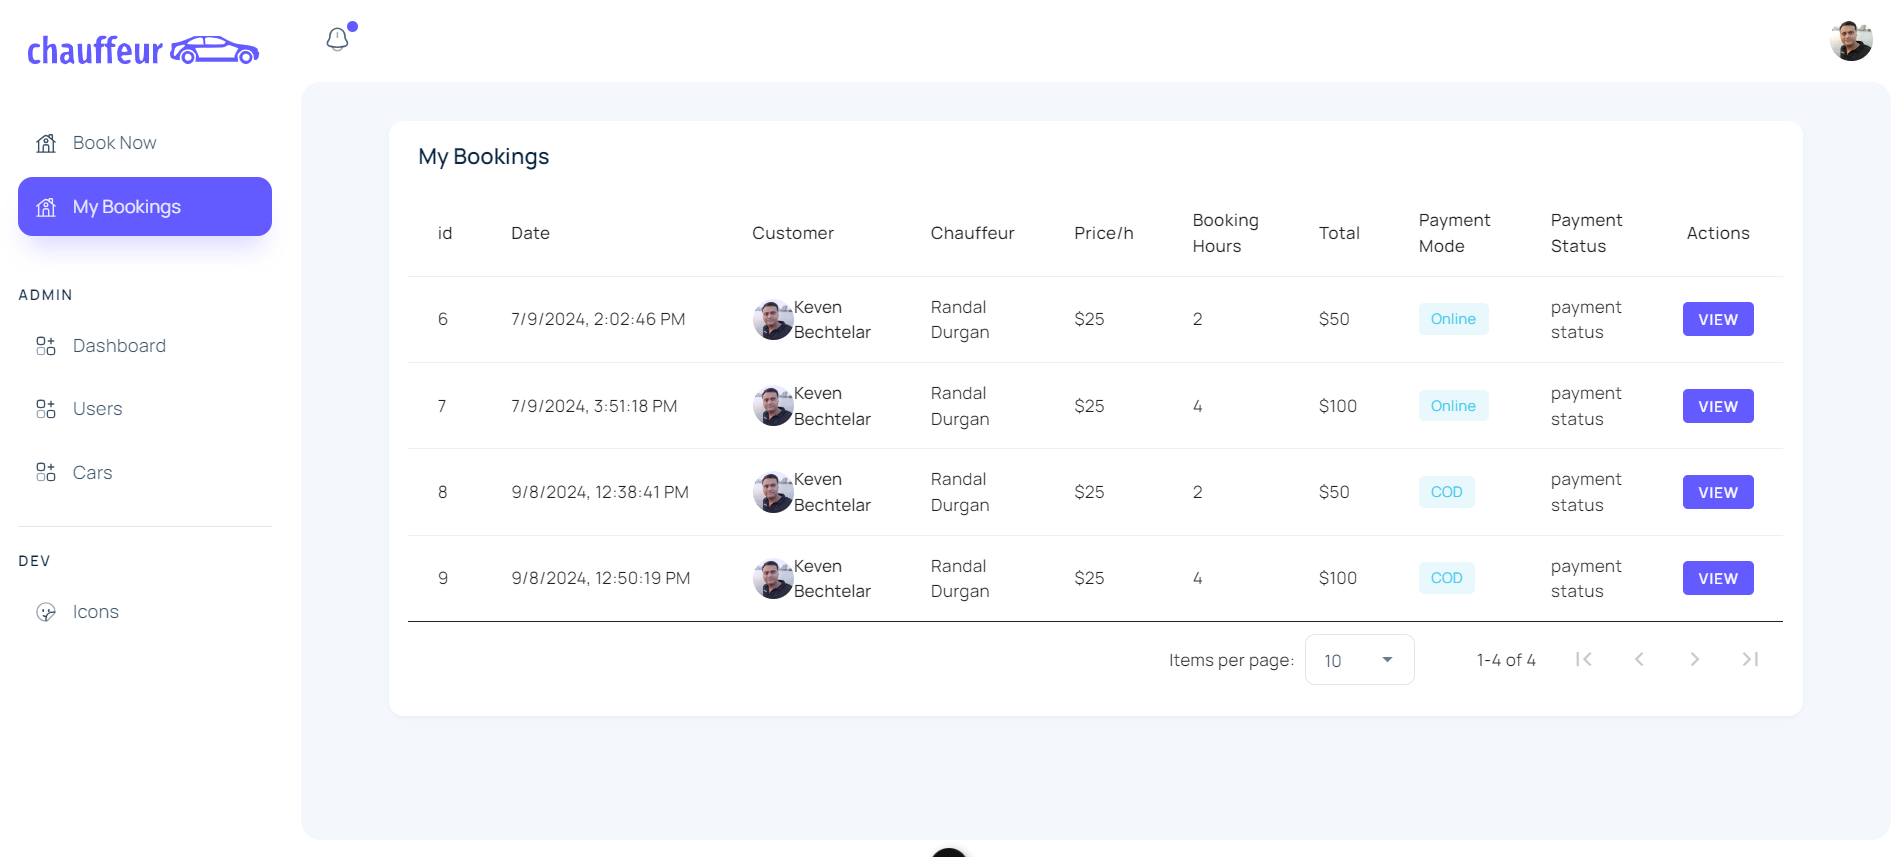 chauffeur
Book Now
My Bookings
ADMIN
Dashboard
Users
Cars
DEV
Icons
My Bookings
id Date Customer Chauffeur Price/h Booking Hours Total Payment Mode Payment Status Actions
6 7/9/2024, 2:02:46 PM Keven Bechtelar Randal Durgan $25 2 $50 Online payment status VIEW
7 7/9/2024, 3:51:18 PM Keven Bechtelar Randal Durgan $25 4 $100 Online payment status VIEW
8 9/8/2024, 12:38:41 PM Keven Bechtelar Randal Durgan $25 2 $50 COD payment status VIEW
9 9/8/2024, 12:50:19 PM Keven Bechtelar Randal Durgan $25 4 $100 COD payment status VIEW
Items per page: 10 1-4 of 4